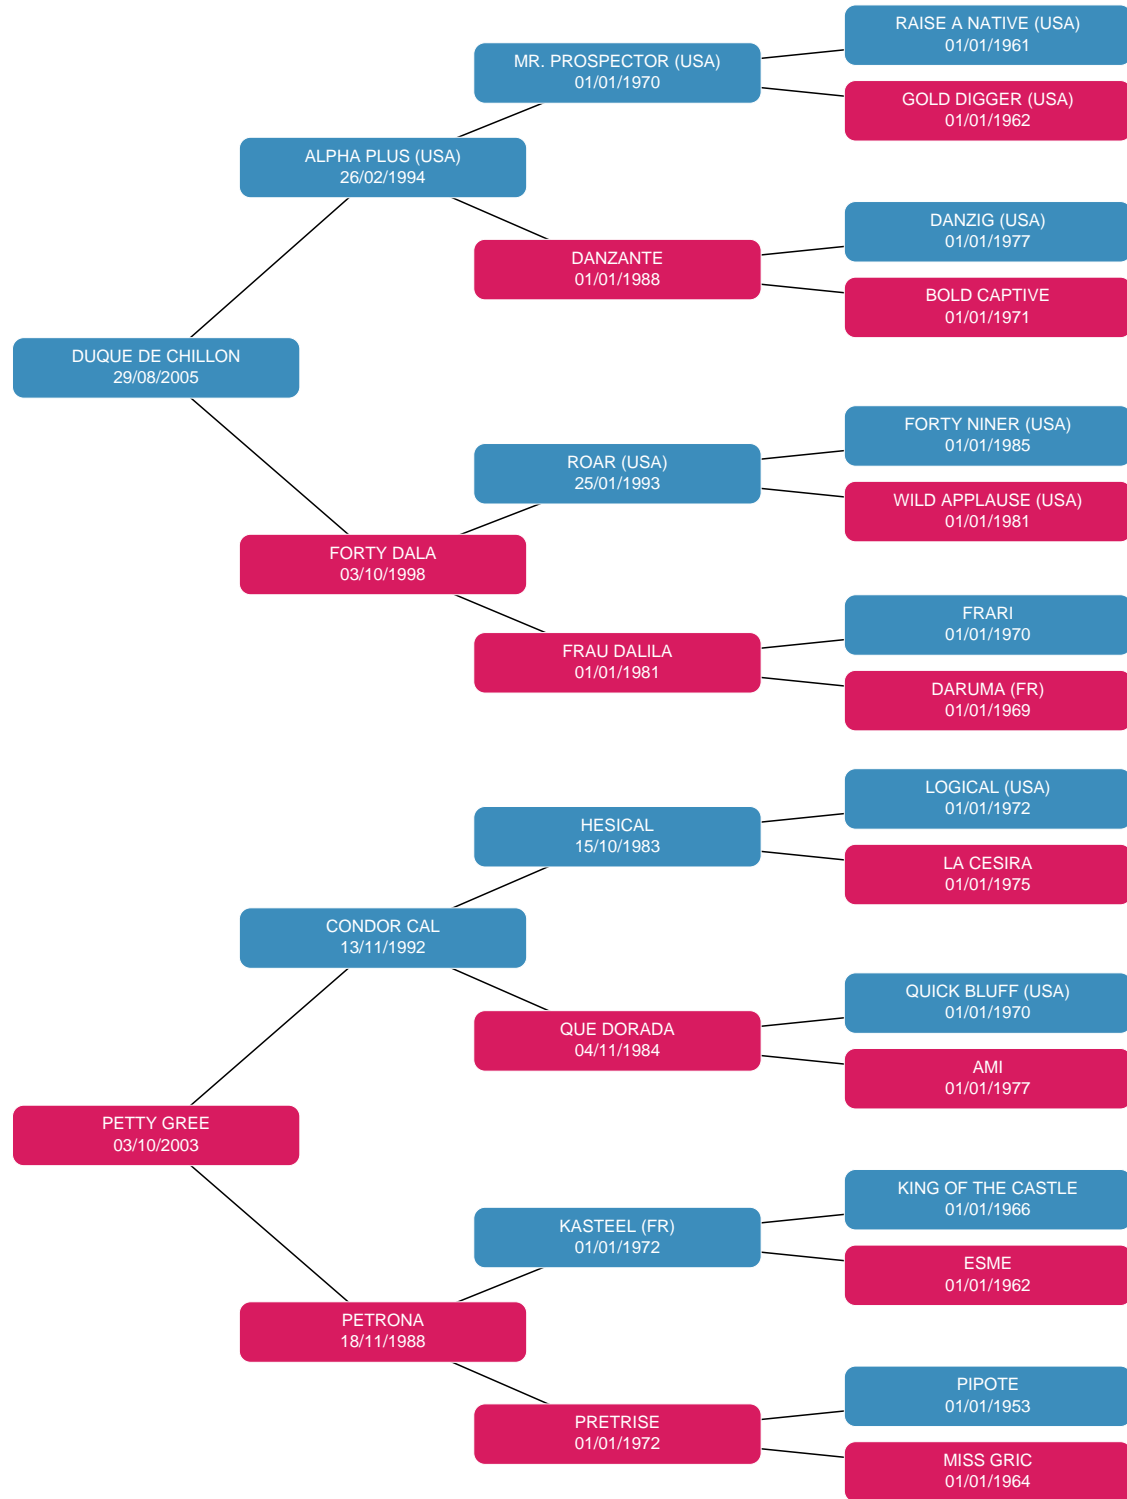 RAISE A NATIVE (USA)
01/01/1961
MR. PROSPECTOR (USA)
01/01/1970
GOLD DIGGER (USA)
01/01/1962
ALPHA PLUS (USA)
26/02/1994
DANZIG (USA)
01/01/1977
DANZANTE
01/01/1988
BOLD CAPTIVE
01/01/1971
DUQUE DE CHILLON
29/08/2005
FORTY NINER (USA)
01/01/1985
ROAR (USA)
25/01/1993
WILD APPLAUSE (USA)
01/01/1981
FORTY DALA
03/10/1998
FRARI
01/01/1970
FRAU DALILA
01/01/1981
DARUMA (FR)
01/01/1969
LOGICAL (USA)
01/01/1972
HESICAL
15/10/1983
LA CESIRA
01/01/1975
CONDOR CAL
13/11/1992
QUICK BLUFF (USA)
01/01/1970
QUE DORADA
04/11/1984
AMI
01/01/1977
PETTY GREE
03/10/2003
KING OF THE CASTLE
01/01/1966
KASTEEL (FR)
01/01/1972
ESME
01/01/1962
PETRONA
18/11/1988
PIPOTE
01/01/1953
PRETRISE
01/01/1972
MISS GRIC
01/01/1964